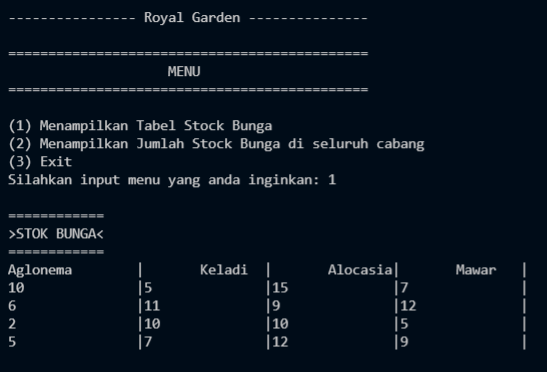 ---------------- Royal Garden ---------------
=============================================
MENU
=============================================
(1) Menampilkan Tabel Stock Bunga
(2) Menampilkan Jumlah Stock Bunga di seluruh cabang
(3) Exit
Silahkan input menu yang anda inginkan: 1
============
>STOK BUNGA<
============
Aglonema | Keladi | Alocasia| Mawar |
10 |5 |15 |7 |
6 |11 |9 |12 |
2 |10 |10 |5 |
5 |7 |12 |9 |